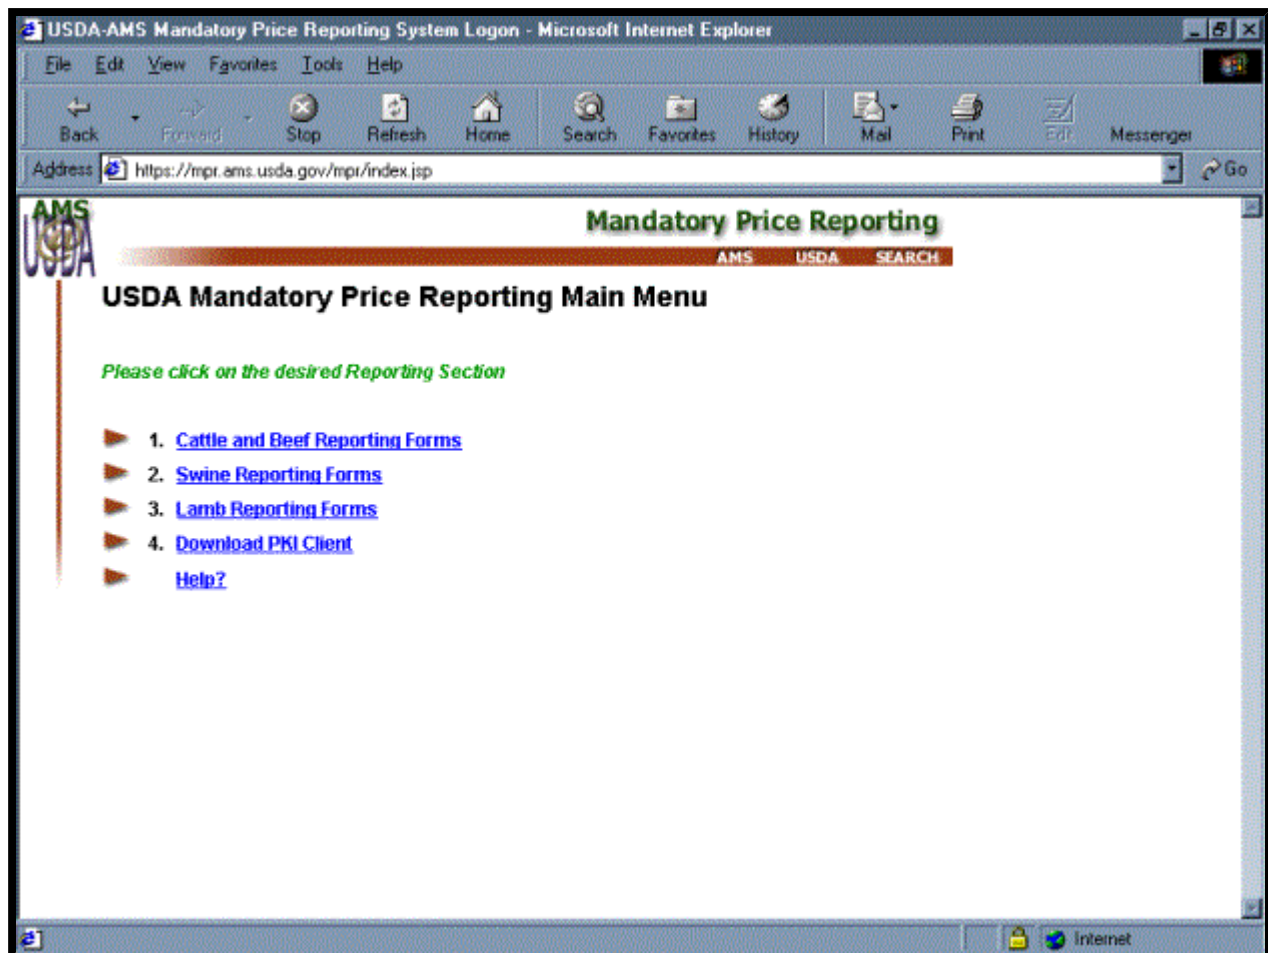 USDA-AMS Mandatory Price Reporting System Logon - Microsoft Internet Explorer
File Edit View Favorites Tools Help
Back Forward Stop Refresh Home Search Favorites History Mail Print Edit Messenger
Address https://mpr.ams.usda.gov/mpr/index.jsp Go
AMS
USDA
Mandatory Price Reporting
AMS USDA SEARCH
USDA Mandatory Price Reporting Main Menu
Please click on the desired Reporting Section
1. Cattle and Beef Reporting Forms
2. Swine Reporting Forms
3. Lamb Reporting Forms
4. Download PKI Client
Help?
Internet